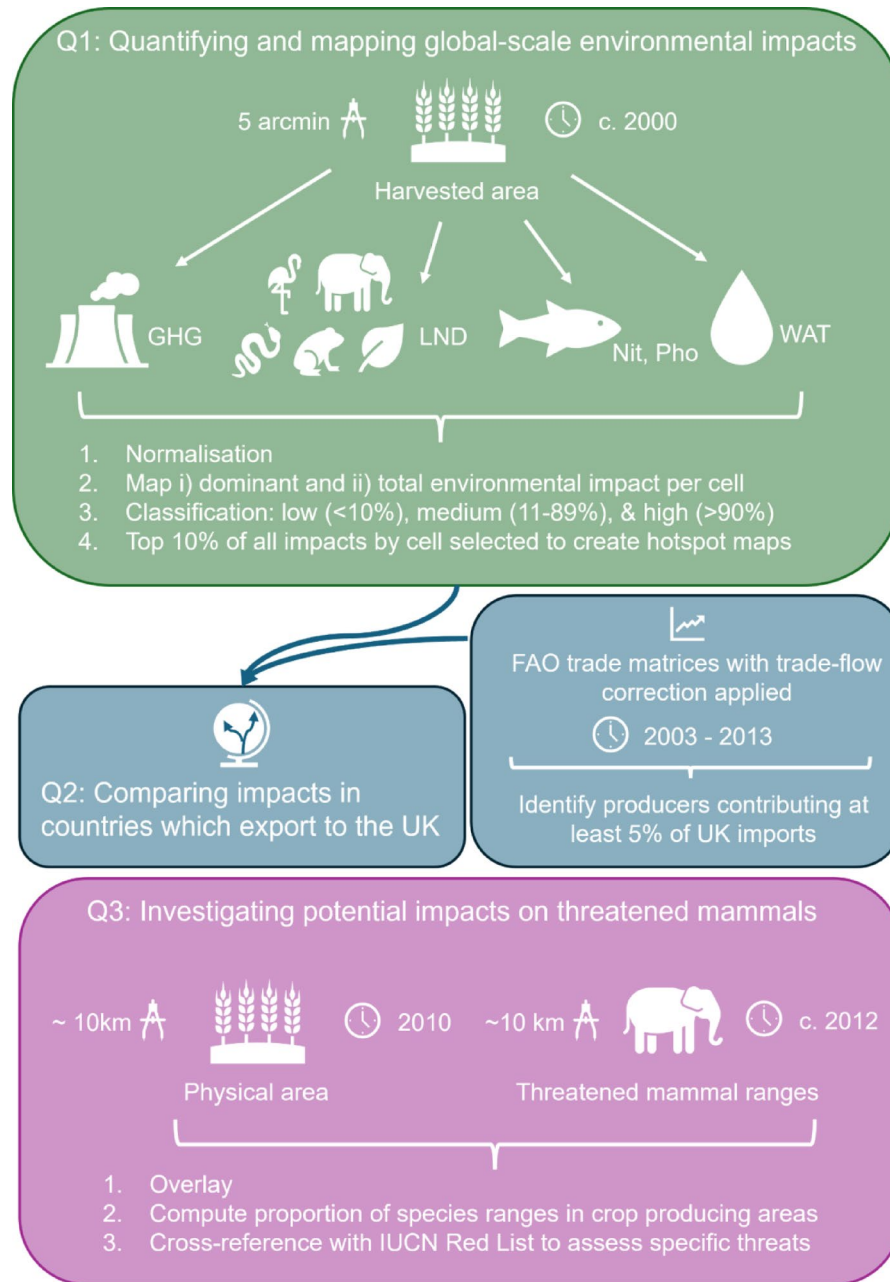 Q1: Quantifying and mapping global-scale environmental impacts
5 arcmin
c. 2000
Harvested area
GHG
LND
Nit, Pho
WAT
1. Normalisation
2. Map i) dominant and ii) total environmental impact per cell
3. Classification: low (<10%), medium (11-89%), & high (>90%)
4. Top 10% of all impacts by cell selected to create hotspot maps
FAO trade matrices with trade-flow
correction applied
2003 - 2013
Identify producers contributing at
least 5% of UK imports
Q2: Comparing impacts in
countries which export to the UK
Q3: Investigating potential impacts on threatened mammals
~ 10km
2010
~10 km
c. 2012
Physical area
Threatened mammal ranges
1. Overlay
2. Compute proportion of species ranges in crop producing areas
3. Cross-reference with IUCN Red List to assess specific threats